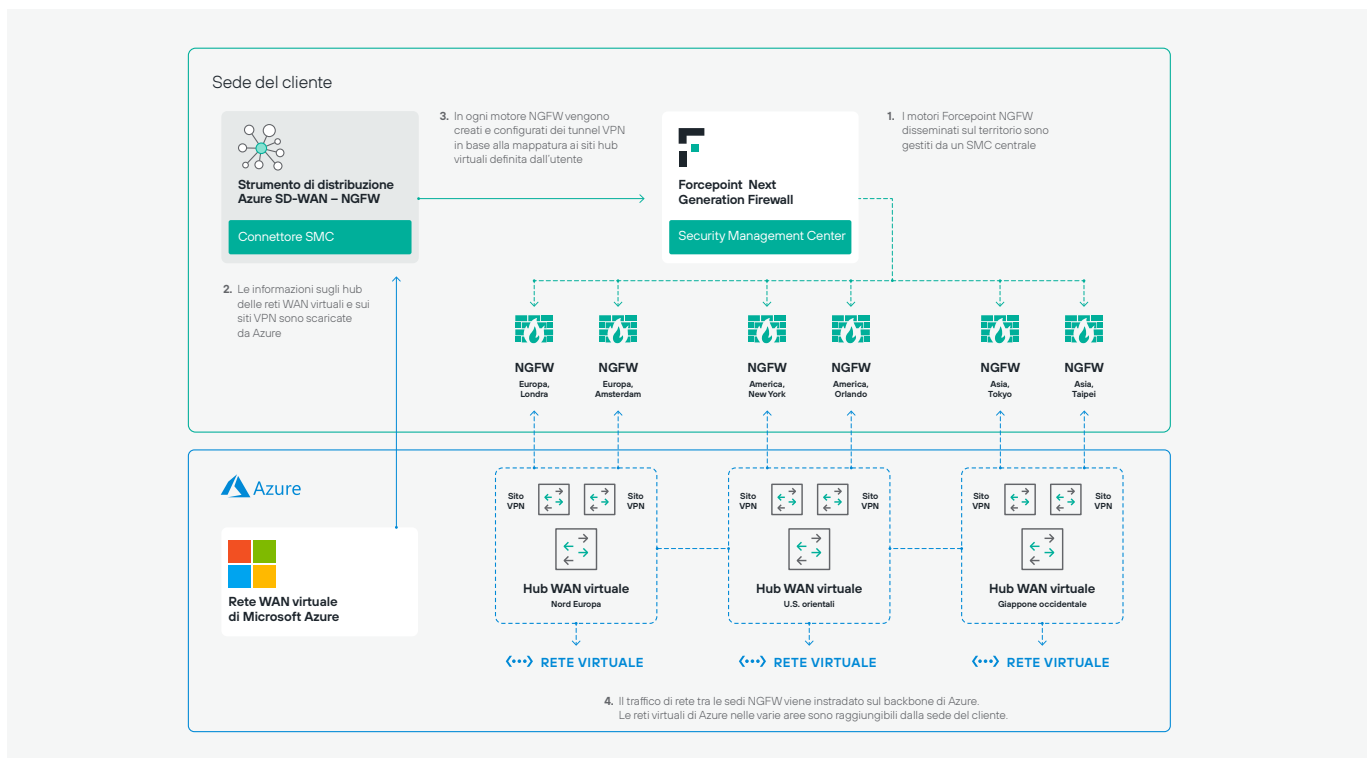 Sede del cliente
Strumento di distribuzione
Azure SD-WAN – NGFW
Connettore SMC
3. In ogni motore NGFW vengono
creati e configurati dei tunnel VPN
in base alla mappatura ai siti hub
virtuali definita dall'utente
Forcepoint Next
Generation Firewall
Security Management Center
1. I motori Forcepoint NGFW
disseminati sul territorio sono
gestiti da un SMC centrale
2. Le informazioni sugli hub
delle reti WAN virtuali e sui
siti VPN sono scaricate
da Azure
NGFW
Europa,
Londra
NGFW
Europa,
Amsterdam
NGFW
America,
New York
NGFW
America,
Orlando
NGFW
Asia,
Tokyo
NGFW
Asia,
Taipei
Azure
Rete WAN virtuale
di Microsoft Azure
Sito
VPN
Sito
VPN
Hub WAN virtuale
Nord Europa
RETE VIRTUALE
Sito
VPN
Sito
VPN
Hub WAN virtuale
U.S. orientali
RETE VIRTUALE
Sito
VPN
Sito
VPN
Hub WAN virtuale
Giappone occidentale
RETE VIRTUALE
4. Il traffico di rete tra le sedi NGFW viene instradato sul backbone di Azure.
Le reti virtuali di Azure nelle varie aree sono raggiungibili dalla sede del cliente.